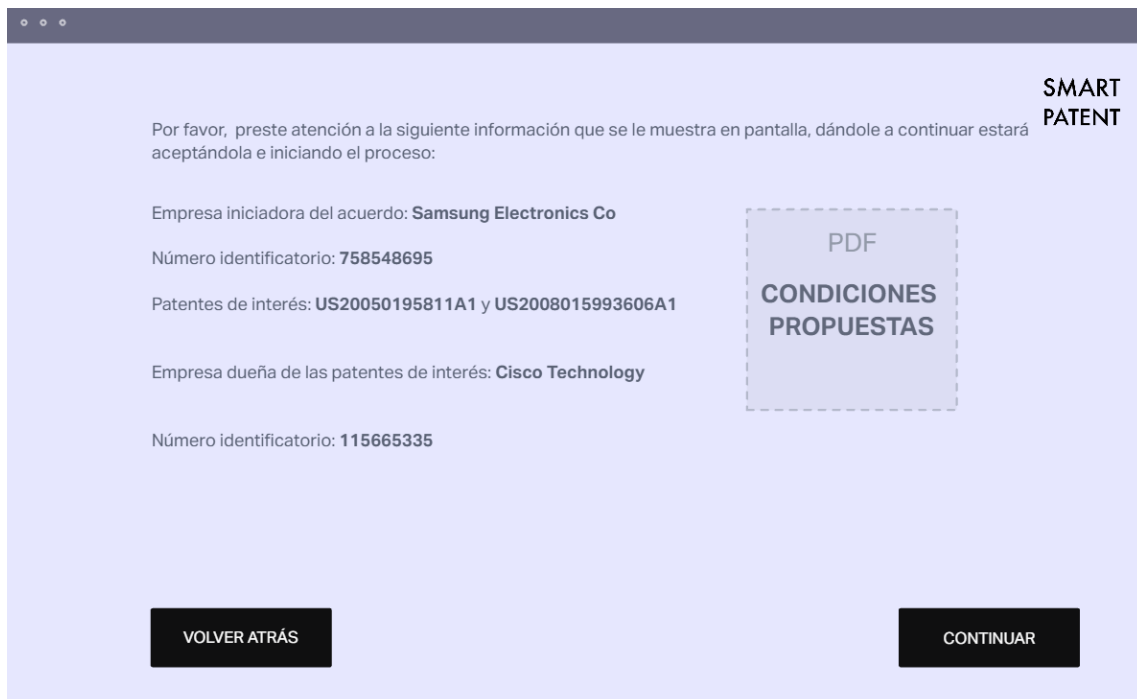 SMART
PATENT
Por favor, preste atención a la siguiente información que se le muestra en pantalla, dándole a continuar estará
aceptándola e iniciando el proceso:
Empresa iniciadora del acuerdo: Samsung Electronics Co
Número identificatorio: 758548695
Patentes de interés: US20050195811A1 y US2008015993606A1
Empresa dueña de las patentes de interés: Cisco Technology
Número identificatorio: 115665335
PDF
CONDICIONES
PROPUESTAS
VOLVER ATRÁS
CONTINUAR